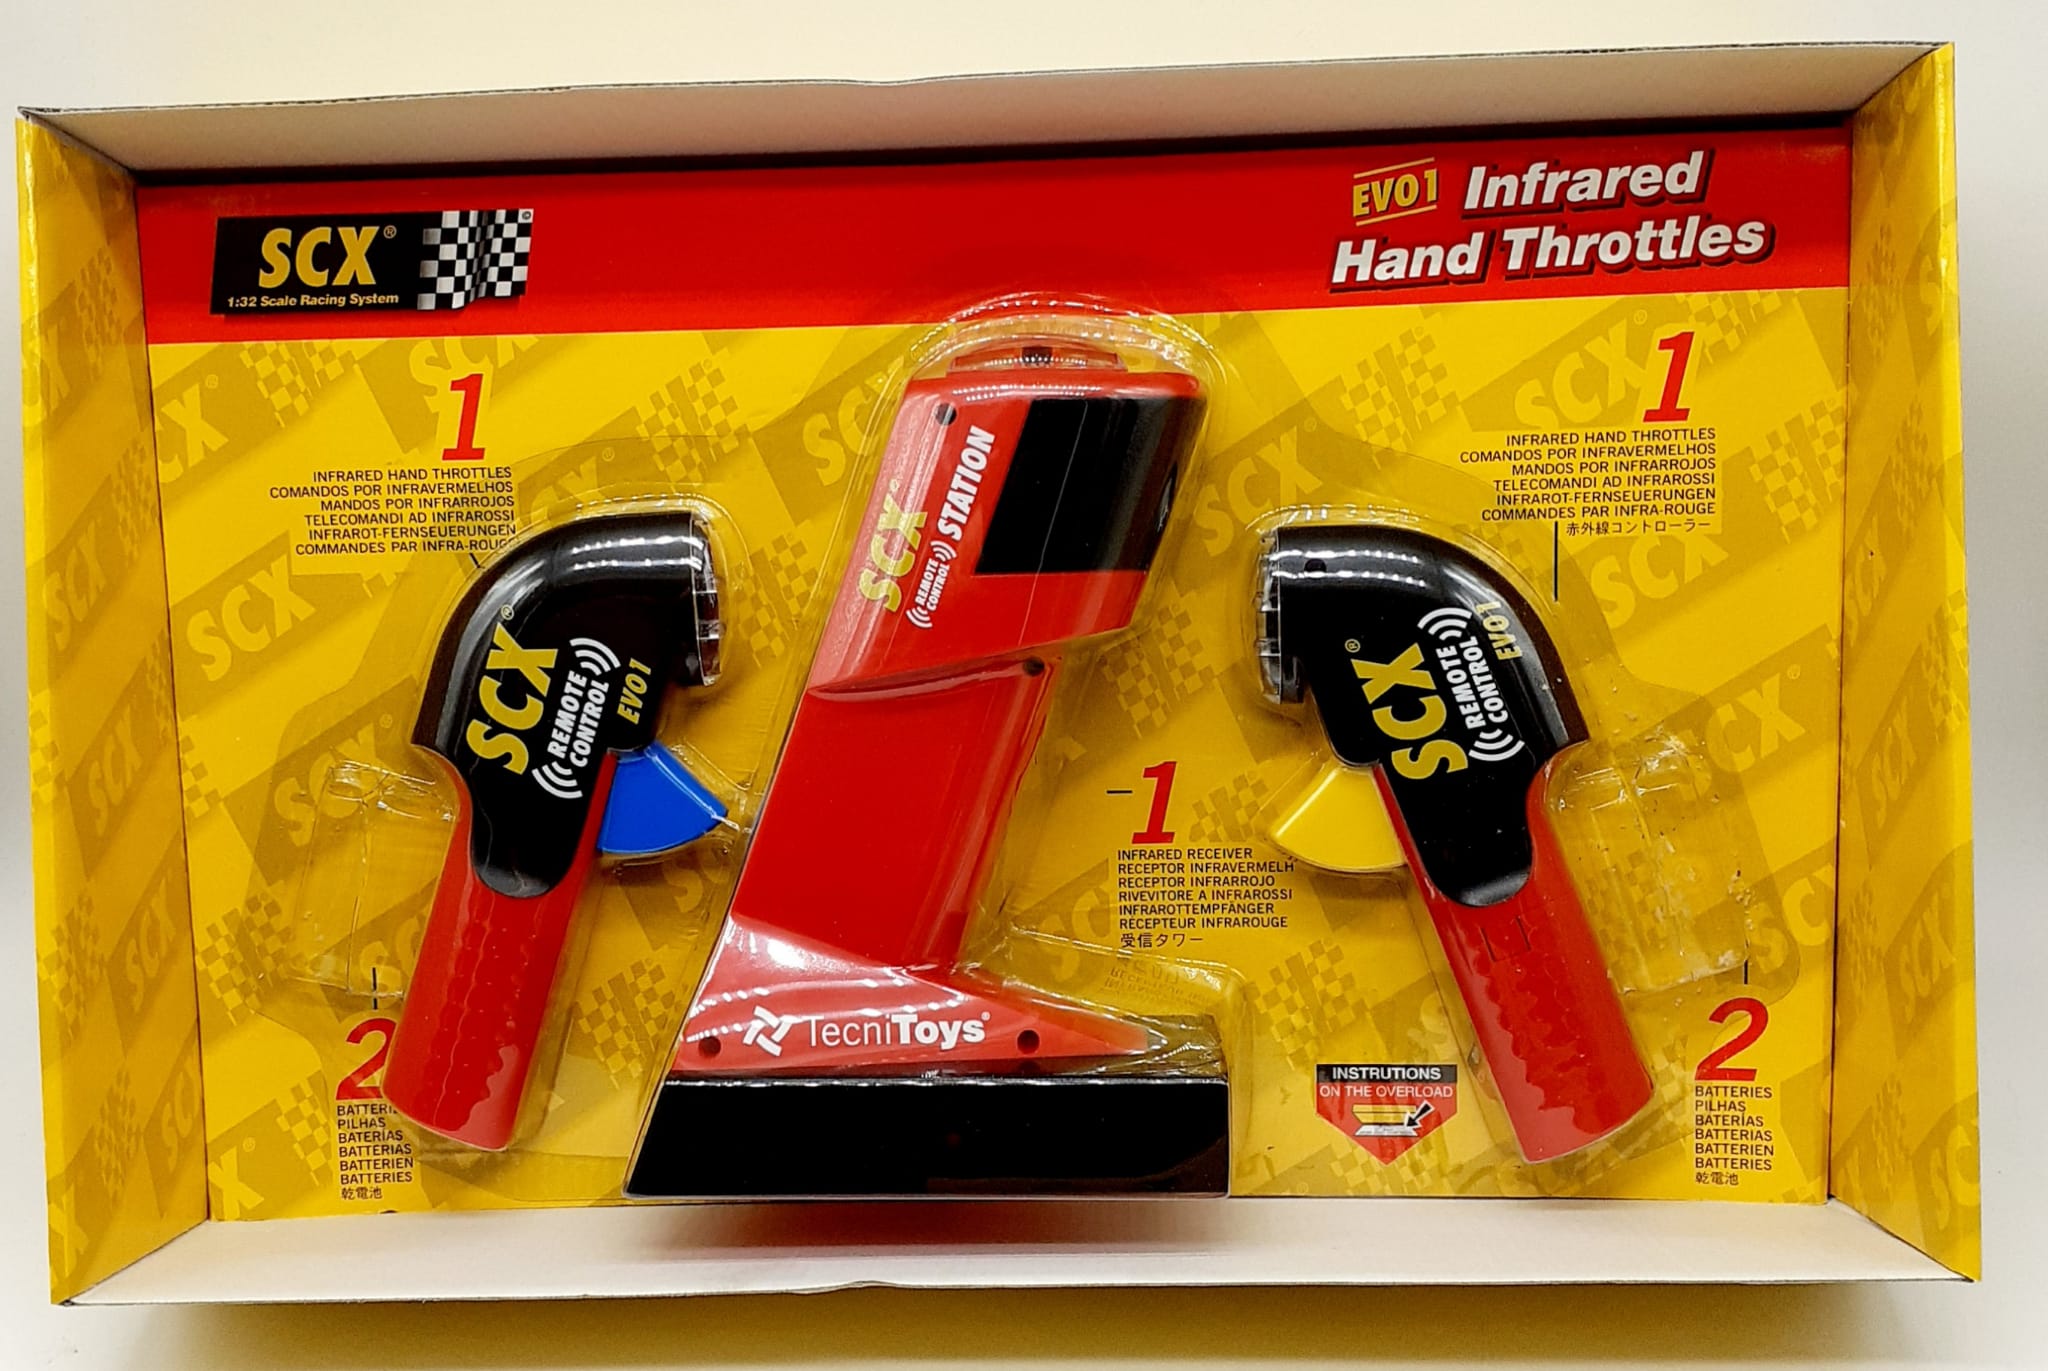 SCX®
1:32 Scale Racing System
EVO1 Infrared
Hand Throttles
1
INFRARED HAND THROTTLES
COMANDOS POR INFRAVERMELHOS
MANDOS POR INFRARROJOS
TELECOMANDI AD INFRAROSSI
INFRAROT-FERNSEUERUNGEN
COMMANDES PAR INFRA-ROUGE
1
INFRARED HAND THROTTLES
COMANDOS POR INFRAVERMELHOS
MANDOS POR INFRARROJOS
TELECOMANDI AD INFRAROSSI
INFRAROT-FERNSEUERUNGEN
COMMANDES PAR INFRA-ROUGE
赤外線コントローラー
SCX®
REMOTE
CONTROL
EVO1
SCX
REMOTE
CONTROL
STATION
SCX®
REMOTE
CONTROL
EVO1
1
INFRARED RECEIVER
RECEPTOR INFRAVERMELH
RECEPTOR INFRARROJO
RIVEVITORE A INFRAROSSI
INFRAROTTEMPFÄNGER
RÉCEPTEUR INFRAROUGE
受信タワー
TecniToys®
2
PILHAS
BATERÍAS
BATTERIAS
BATTERIEN
BATTERIES
乾電池
INSTRUTIONS
ON THE OVERLOAD
2
BATTERIES
PILHAS
BATERÍAS
BATTERIAS
BATTERIEN
BATTERIES
乾電池